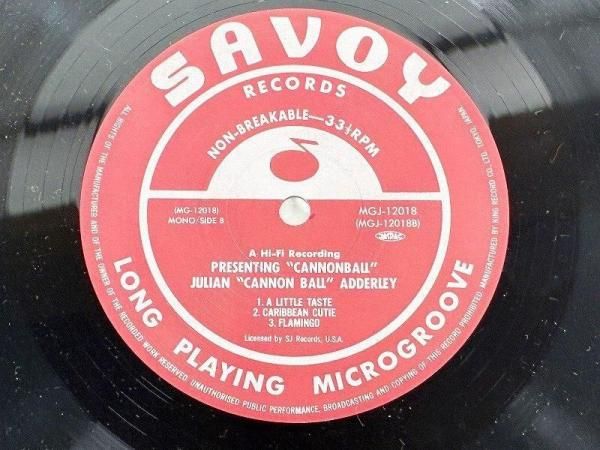 SAVOY
RECORDS
NON-BREAKABLE—33⅓RPM
(MG-12018)
MONO/SIDE B
MGJ-12018
(MGJ-12018B)
A Hi-Fi Recording
PRESENTING "CANNONBALL"
JULIAN "CANNON BALL" ADDERLEY
1. A LITTLE TASTE
2. CARIBBEAN CUTIE
3. FLAMINGO
Licensed by SJ Records, U.S.A.
LONG PLAYING MICROGROOVE
ALL RIGHTS OF THE MANUFACTURER AND OF THE OWNER OF THE RECORDED WORK RESERVED. UNAUTHORISED PUBLIC PERFORMANCE, BROADCASTING AND COPYING OF THIS RECORD PROHIBITED. MANUFACTURED BY KING RECORD CO., LTD. TOKYO JAPAN.